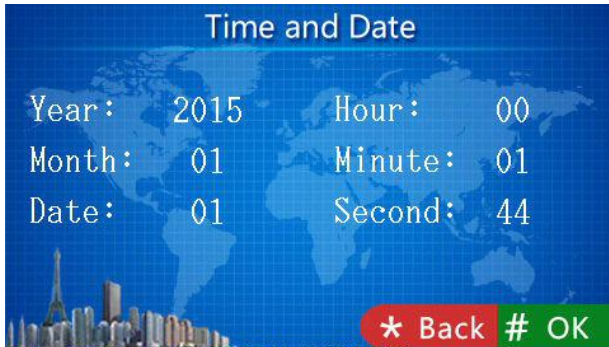 Time and Date
Year: 2015 Hour: 00
Month: 01 Minute: 01
Date: 01 Second: 44
* Back # OK